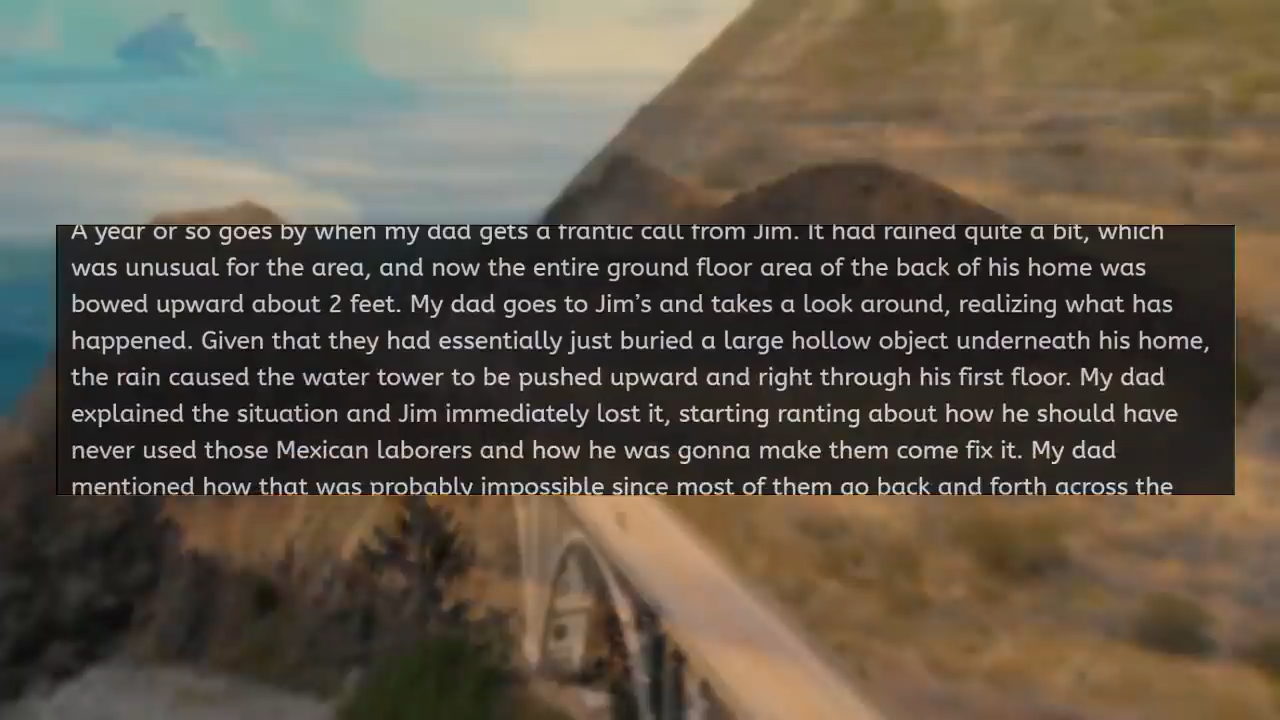 A year or so goes by when my dad gets a frantic call from Jim. It had rained quite a bit, which
was unusual for the area, and now the entire ground floor area of the back of his home was
bowed upward about 2 feet. My dad goes to Jim’s and takes a look around, realizing what has
happened. Given that they had essentially just buried a large hollow object underneath his home,
the rain caused the water tower to be pushed upward and right through his first floor. My dad
explained the situation and Jim immediately lost it, starting ranting about how he should have
never used those Mexican laborers and how he was gonna make them come fix it. My dad
mentioned how that was probably impossible since most of them go back and forth across the